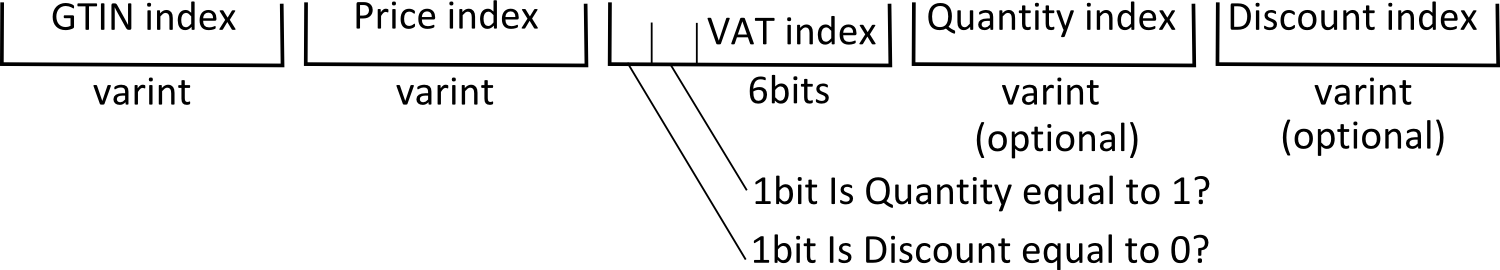 GTIN index
Price index
VAT index
Quantity index
Discount index
varint
varint
6bits
varint
(optional)
varint
(optional)
1bit Is Quantity equal to 1?
1bit Is Discount equal to 0?